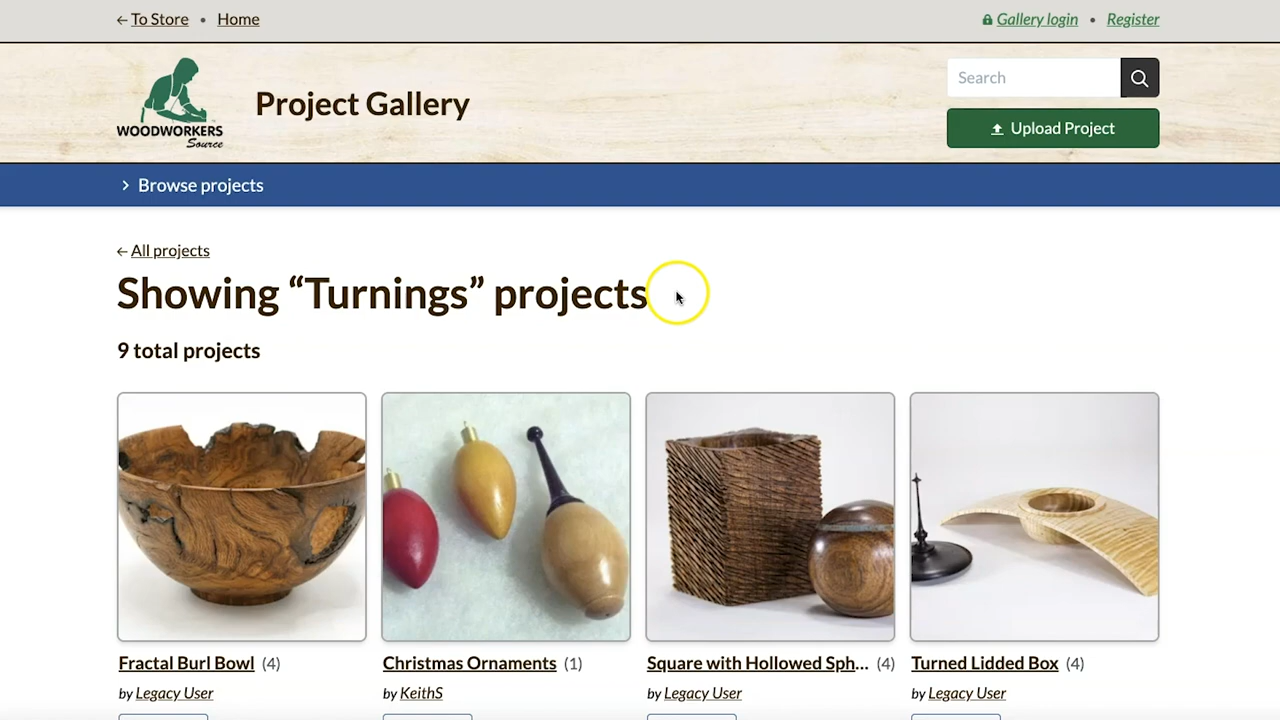 ← To Store • Home
Gallery login • Register
WOODWORKERS
Source
Project Gallery
Search
Upload Project
> Browse projects
← All projects
Showing “Turnings” projects
9 total projects
Fractal Burl Bowl (4)
by Legacy User
Christmas Ornaments (1)
by KeithS
Square with Hollowed Sph... (4)
by Legacy User
Turned Lidded Box (4)
by Legacy User